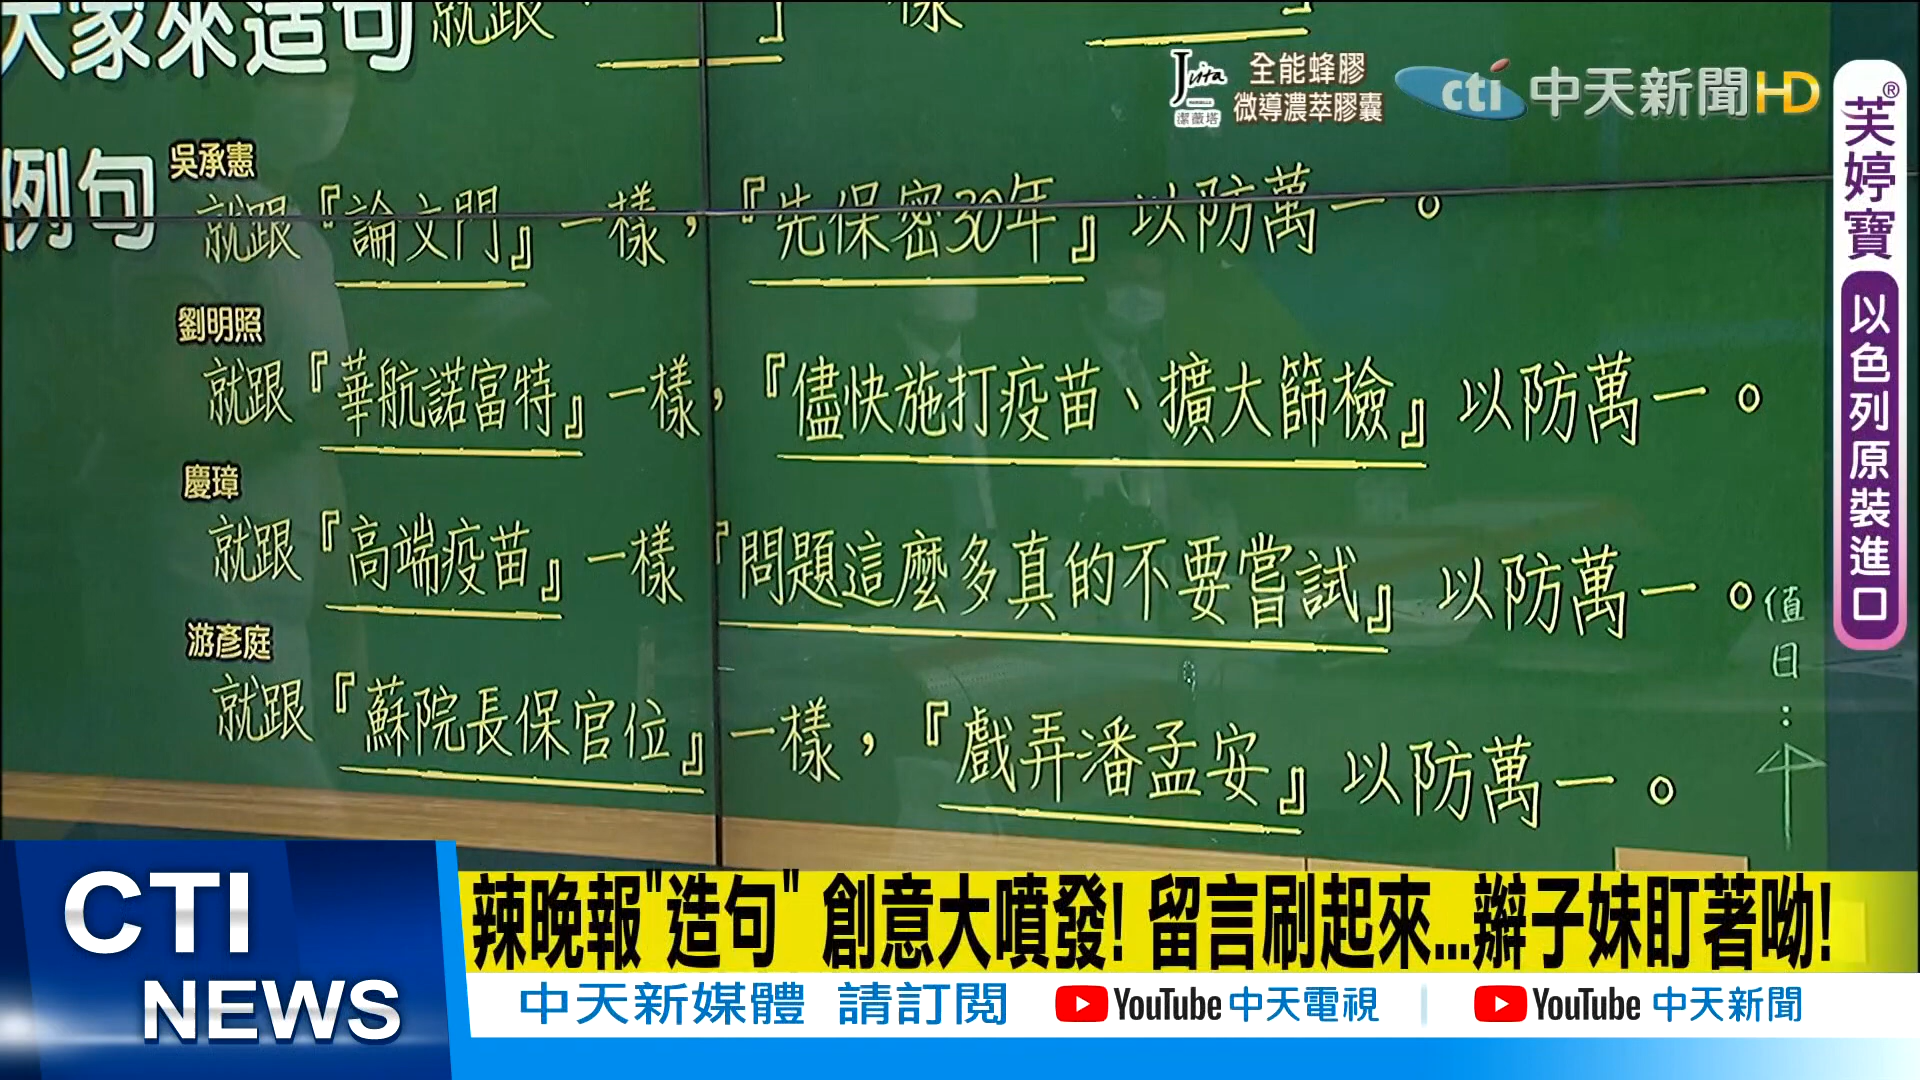 大家來造句 就跟 一樣
例句
吳承憲
就跟『論文門』一樣，『先保密30年』以防萬一。
劉明照
就跟『華航諾富特』一樣，『儘快施打疫苗、擴大篩檢』以防萬一。
慶璋
就跟『高端疫苗』一樣『問題這麼多真的不要嘗試』以防萬一。
游彥庭
就跟『蘇院長保官位』一樣，『戲弄潘孟安』以防萬一。
值日：
Jvita
潔薇塔
全能蜂膠
微導濃萃膠囊
cti 中天新聞HD
芙婷寶®
以色列原裝進口
CTI
NEWS
辣晚報"造句" 創意大噴發! 留言刷起來...辮子妹盯著呦!
中天新媒體 請訂閱 YouTube 中天電視 | YouTube 中天新聞